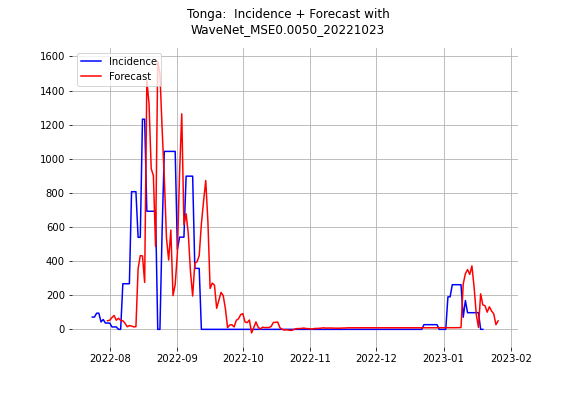 Tonga:  Incidence + Forecast with
WaveNet_MSE0.0050_20221023
Incidence
Forecast
1600
1400
1200
1000
800
600
400
200
0
2022-08 2022-09 2022-10 2022-11 2022-12 2023-01 2023-02